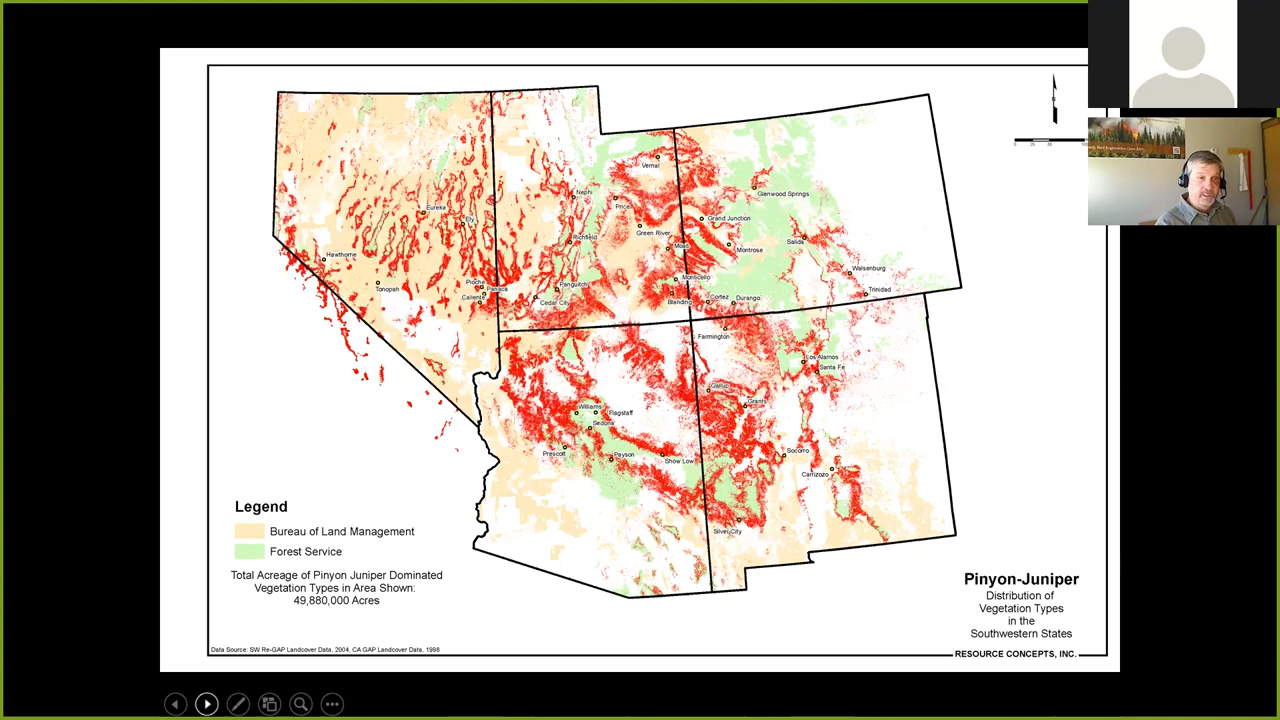 Vernal
Glenwood Springs
Nephi
Price
Eureka
Ely
Grand Junction
Green River
Richfield
Salida
Moab
Montrose
Hawthorne
Walsenburg
Monticello
Pioche
Panguitch
Tonopah
Panaca
Trinidad
Caliente
Cedar City
Blanding
Cortez
Durango
Farmington
Los Alamos
Santa Fe
Gallup
Grants
Williams
Flagstaff
Sedona
Prescott
Payson
Show Low
Socorro
Carrizozo
Silver City
Legend
Bureau of Land Management
Forest Service
Total Acreage of Pinyon Juniper Dominated
Vegetation Types in Area Shown:
49,880,000 Acres
Pinyon-Juniper
Distribution of
Vegetation Types
in the
Southwestern States
Data Source: SW Re-GAP Landcover Data, 2004, CA GAP Landcover Data, 1998
RESOURCE CONCEPTS, INC.